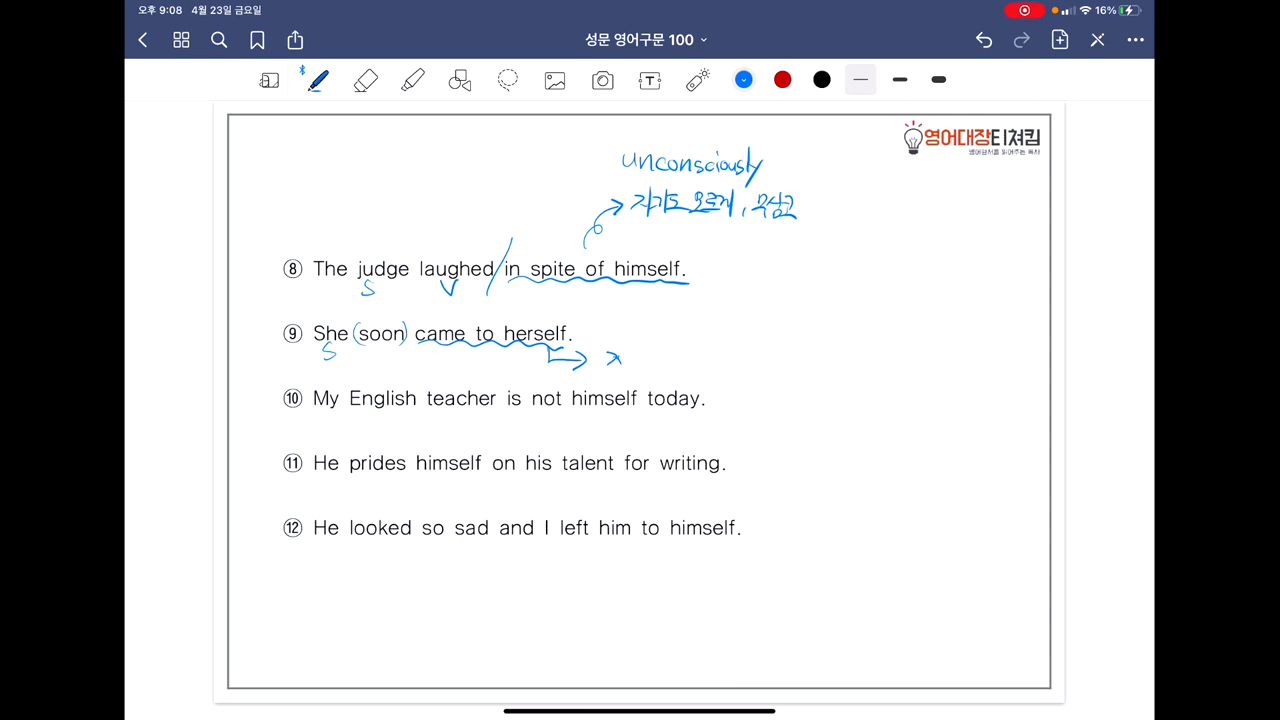 오후 9:08 4월 23일 금요일
16%
성문 영어구문 100
영어대장티쳐킴
unconsciously
자기도 모르게, 무심코
⑧ The judge laughed / in spite of himself.
S V
⑨ She (soon) came to herself.
S
⑩ My English teacher is not himself today.
⑪ He prides himself on his talent for writing.
⑫ He looked so sad and I left him to himself.